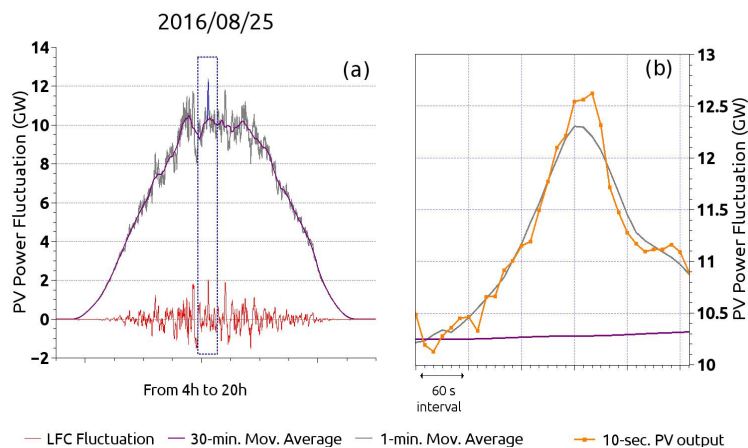 2016/08/25
(a)
PV Power Fluctuation (GW)
14
12
10
8
6
4
2
0
−2
From 4h to 20h
(b)
PV Power Fluctuation (GW)
13
12.5
12
11.5
11
10.5
10
60 s
interval
LFC Fluctuation
30-min. Mov. Average
1-min. Mov. Average
10-sec. PV output